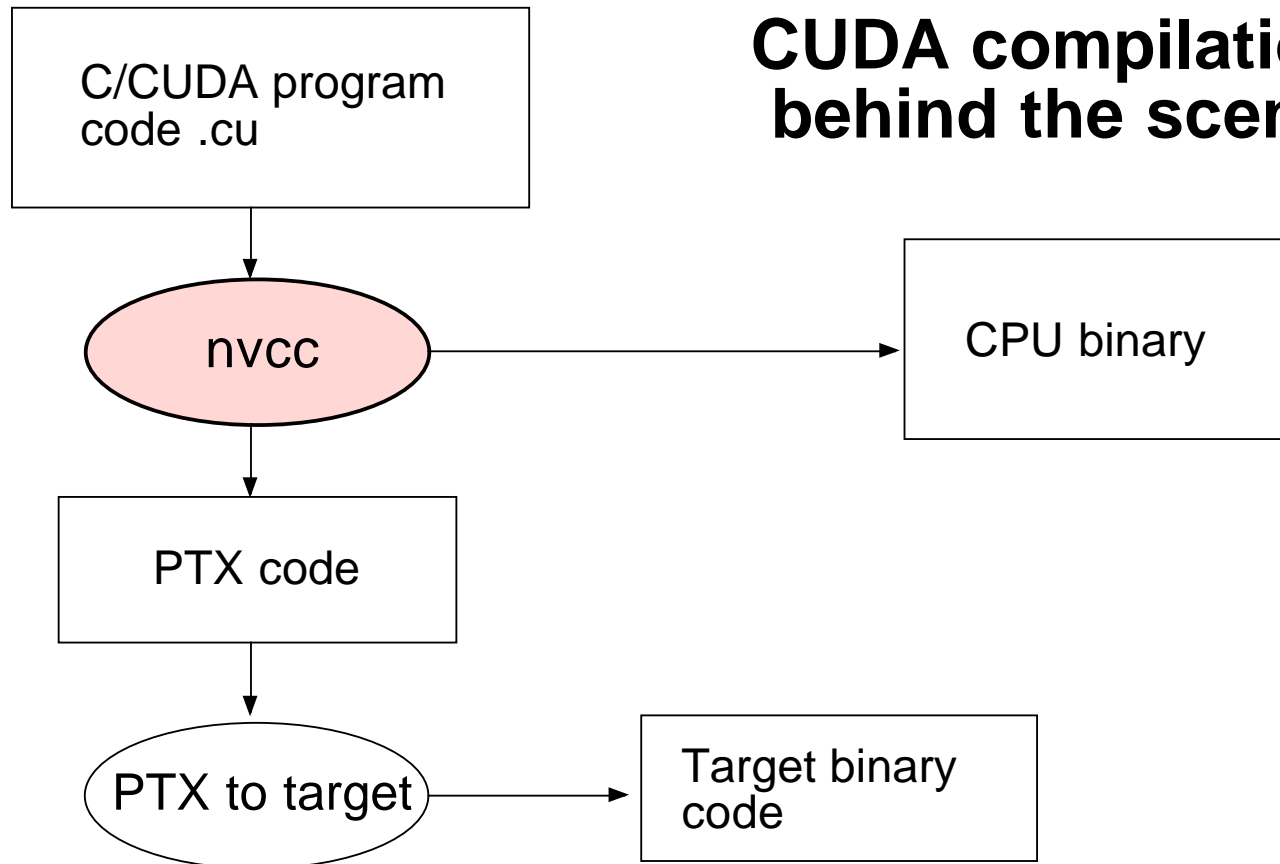 CUDA compilatio
behind the scen
C/CUDA program
code .cu
nvcc
CPU binary
PTX code
PTX to target
Target binary
code